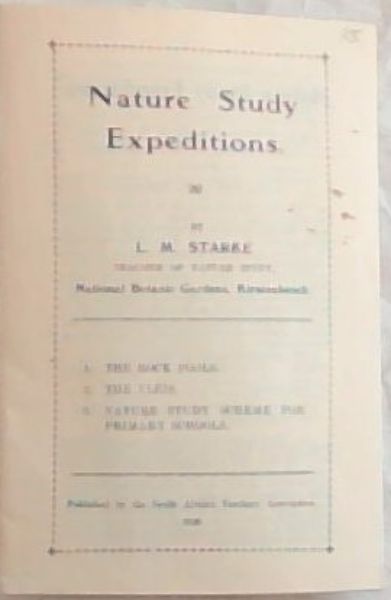 Nature Study
Expeditions.
BY
L. M. STARKE
TEACHER OF NATURE STUDY,
National Botanic Gardens, Kirstenbosch
1. THE ROCK POOLS.
2. THE VLEIS.
3. NATURE STUDY SCHEME FOR
PRIMARY SCHOOLS.
Published by the South African Teachers' Association